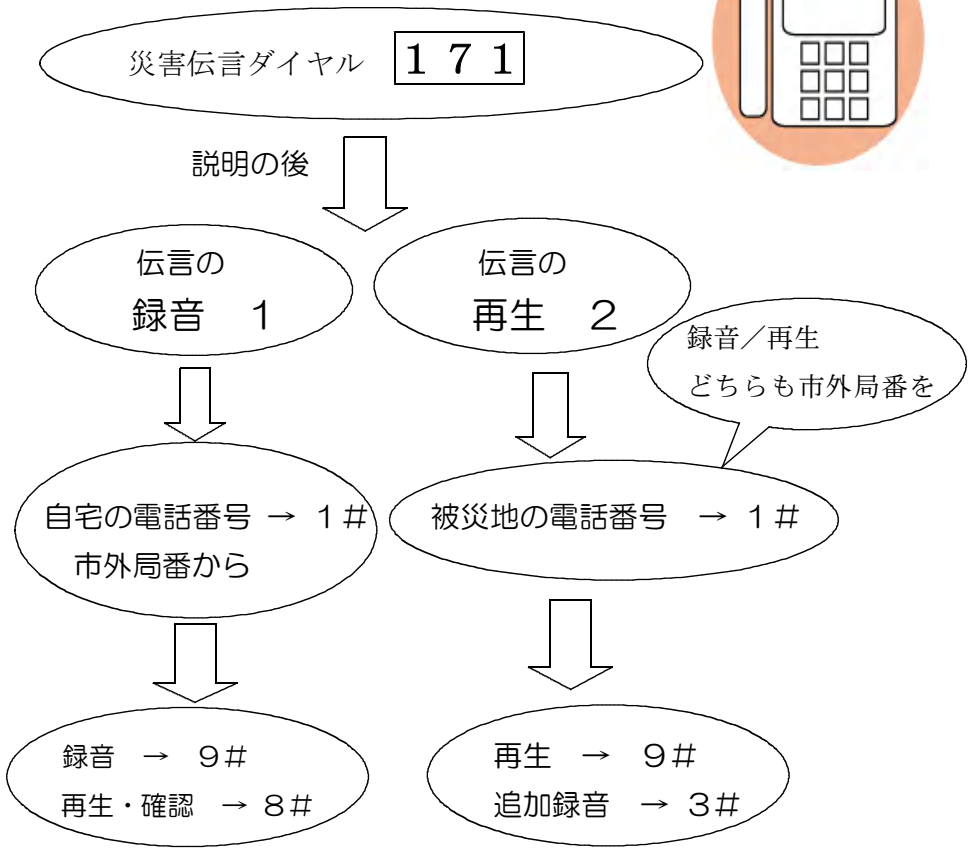 災害伝言ダイヤル 171
説明の後
伝言の
録音 1
伝言の
再生 2
録音／再生
どちらも市外局番を
自宅の電話番号 → 1＃
市外局番から
被災地の電話番号 → 1＃
録音 → 9＃
再生・確認 → 8＃
再生 → 9＃
追加録音 → 3＃